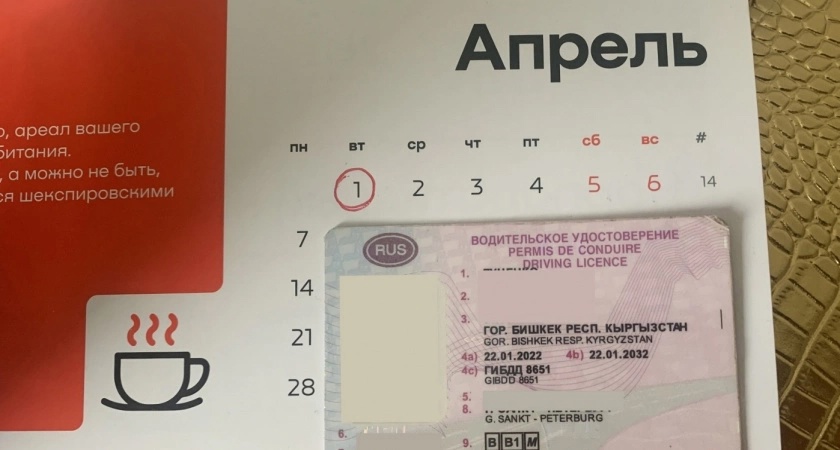 Апрель
о, ареал вашего
битания.
, а можно не быть,
ся шекспировскими
пн вт ср чт пт сб вс #
1 2 3 4 5 6 14
7
14
21
28
RUS
ВОДИТЕЛЬСКОЕ УДОСТОВЕРЕНИЕ
PERMIS DE CONDUIRE
DRIVING LICENCE
1.
2.
3.
ГОР. БИШКЕК РЕСП. КЫРГЫЗСТАН
GOR. BISHKEK RESP. KYRGYZSTAN
4a) 22.01.2022 4b) 22.01.2032
4c) ГИБДД 8651
GIBDD 8651
5.
8.
G. SANKT - PETERBURG
6.
9. B B1 M